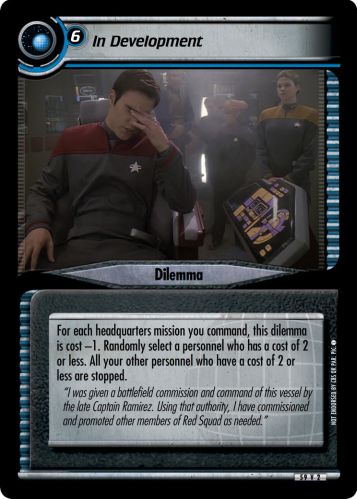 6 In Development
Dilemma
For each headquarters mission you command, this dilemma
is cost –1. Randomly select a personnel who has a cost of 2
or less. All your other personnel who have a cost of 2 or
less are stopped.
"I was given a battlefield commission and command of this vessel by
the late Captain Ramirez. Using that authority, I have commissioned
and promoted other members of Red Squad as needed."
NOT ENDORSED BY CBS OR PAR. PIC.
59 V 2